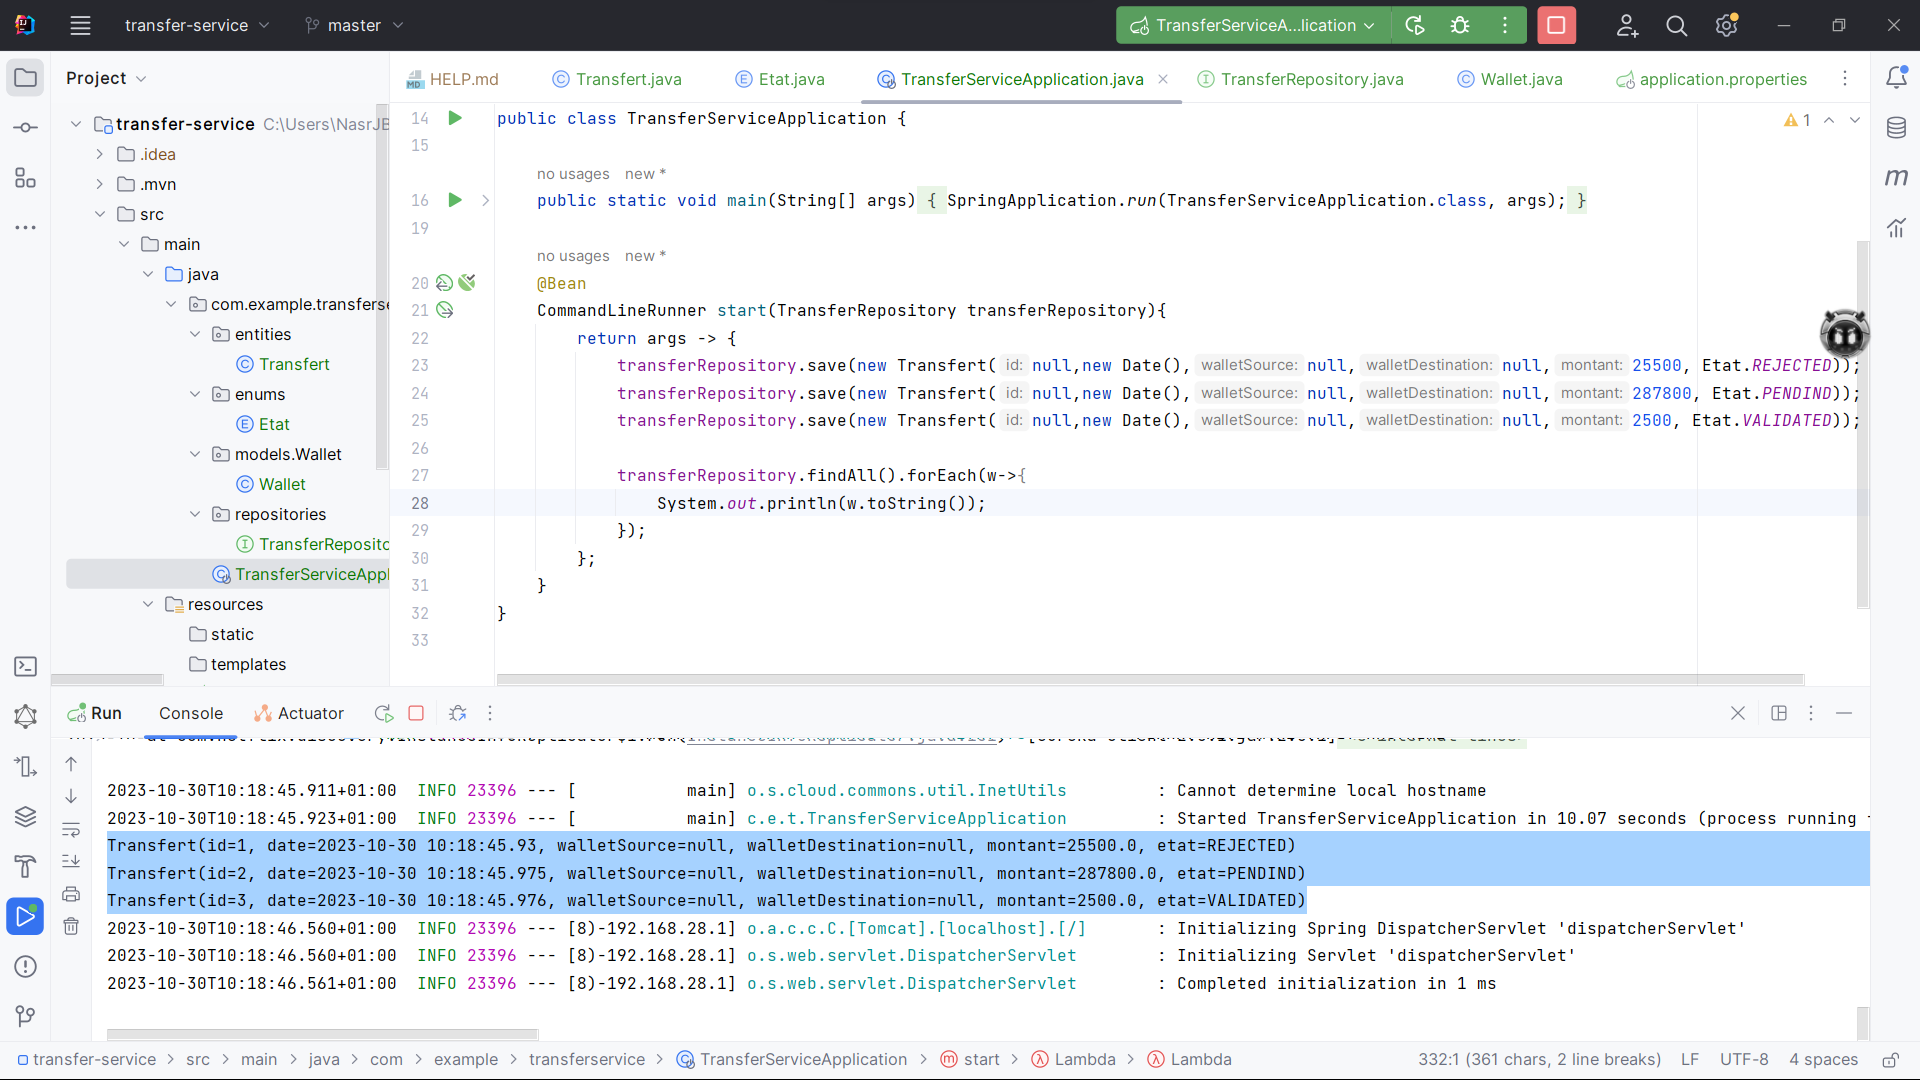 transfer-service
master
TransferServiceA...lication
Project
HELP.md
Transfert.java
Etat.java
TransferServiceApplication.java
TransferRepository.java
Wallet.java
application.properties
transfer-service C:\Users\NasrJB
.idea
.mvn
src
main
java
com.example.transferse
entities
Transfert
enums
Etat
models.Wallet
Wallet
repositories
TransferReposito
TransferServiceAppl
resources
static
templates
1
14 public class TransferServiceApplication {
15
no usages new *
16 public static void main(String[] args) { SpringApplication.run(TransferServiceApplication.class, args); }
19
no usages new *
20 @Bean
21 CommandLineRunner start(TransferRepository transferRepository){
22 return args -> {
23 transferRepository.save(new Transfert( id: null,new Date(), walletSource: null, walletDestination: null, montant: 25500, Etat.REJECTED));
24 transferRepository.save(new Transfert( id: null,new Date(), walletSource: null, walletDestination: null, montant: 287800, Etat.PENDIND));
25 transferRepository.save(new Transfert( id: null,new Date(), walletSource: null, walletDestination: null, montant: 2500, Etat.VALIDATED));
26
27 transferRepository.findAll().forEach(w->{
28 System.out.println(w.toString());
29 });
30 };
31 }
32 }
33
Run
Console
Actuator
2023-10-30T10:18:45.911+01:00 INFO 23396 --- [ main] o.s.cloud.commons.util.InetUtils : Cannot determine local hostname
2023-10-30T10:18:45.923+01:00 INFO 23396 --- [ main] c.e.t.TransferServiceApplication : Started TransferServiceApplication in 10.07 seconds (process running
Transfert(id=1, date=2023-10-30 10:18:45.93, walletSource=null, walletDestination=null, montant=25500.0, etat=REJECTED)
Transfert(id=2, date=2023-10-30 10:18:45.975, walletSource=null, walletDestination=null, montant=287800.0, etat=PENDIND)
Transfert(id=3, date=2023-10-30 10:18:45.976, walletSource=null, walletDestination=null, montant=2500.0, etat=VALIDATED)
2023-10-30T10:18:46.560+01:00 INFO 23396 --- [8)-192.168.28.1] o.a.c.c.C.[Tomcat].[localhost].[/] : Initializing Spring DispatcherServlet 'dispatcherServlet'
2023-10-30T10:18:46.560+01:00 INFO 23396 --- [8)-192.168.28.1] o.s.web.servlet.DispatcherServlet : Initializing Servlet 'dispatcherServlet'
2023-10-30T10:18:46.561+01:00 INFO 23396 --- [8)-192.168.28.1] o.s.web.servlet.DispatcherServlet : Completed initialization in 1 ms
transfer-service > src > main > java > com > example > transferservice > TransferServiceApplication > start > Lambda > Lambda
332:1 (361 chars, 2 line breaks) LF UTF-8 4 spaces